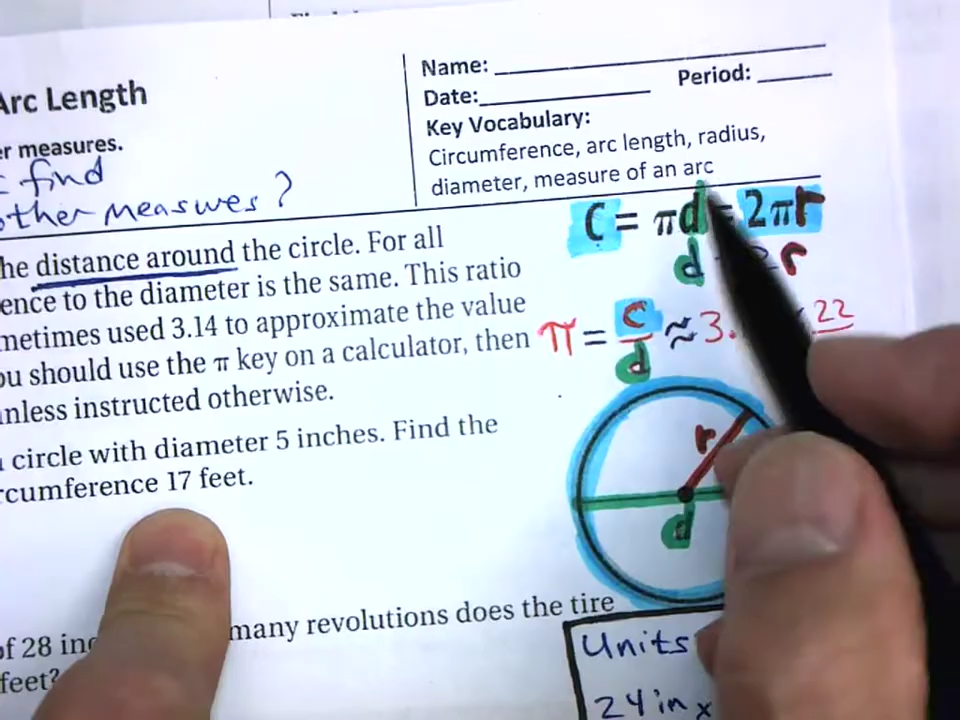 Arc Length
er measures.
find
other measures?
Name:
Date: Period:
Key Vocabulary:
Circumference, arc length, radius,
diameter, measure of an arc
C = πd = 2πr
d 2r
he distance around the circle. For all
ence to the diameter is the same. This ratio
metimes used 3.14 to approximate the value
ou should use the π key on a calculator, then
nless instructed otherwise.
π = C/d ≈ 3. 22
circle with diameter 5 inches. Find the
rcumference 17 feet.
r
d
of 28 inc many revolutions does the tire
feet?
Units
24 in x